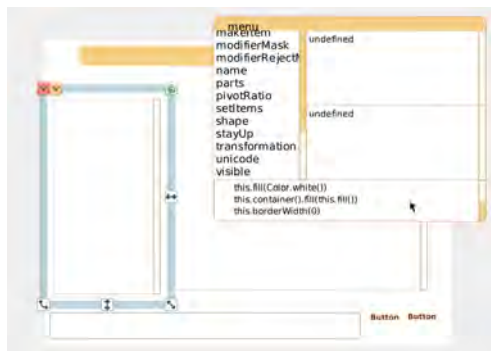 menu
makeItem
modifierMask
modifierReject
name
parts
pivotRatio
setItems
shape
stayUp
transformation
unicode
visible
undefined
undefined
this.fill(Color.white())
this.container().fill(this.fill())
this.borderWidth(0)
Button Button